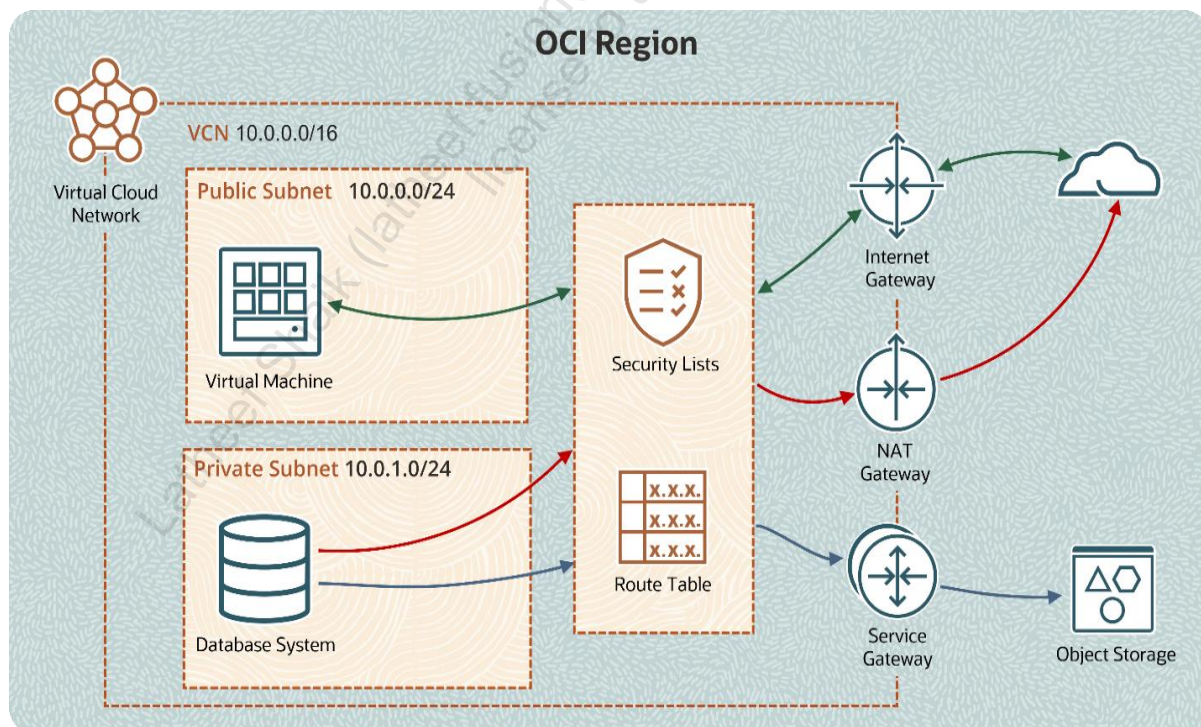 OCI Region
VCN 10.0.0.0/16
Virtual Cloud
Network
Public Subnet 10.0.0.0/24
Virtual Machine
Private Subnet 10.0.1.0/24
Database System
Security Lists
x.x.x.
x.x.x.
x.x.x.
Route Table
Internet
Gateway
NAT
Gateway
Service
Gateway
Object Storage
license to